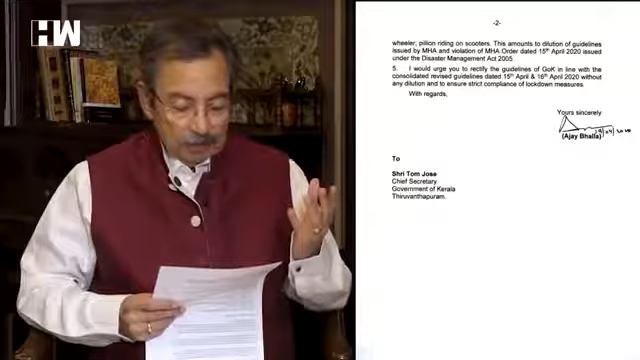 HW
-2-
wheeler; pillion riding on scooters. This amounts to dilution of guidelines
issued by MHA and violation of MHA Order dated 15th April 2020 issued
under the Disaster Management Act 2005.
5. I would urge you to rectify the guidelines of GoK in line with the
consolidated revised guidelines dated 15th April & 16th April 2020 without
any dilution and to ensure strict compliance of lockdown measures.
With regards,
Yours sincerely
(Ajay Bhalla)
To
Shri Tom Jose
Chief Secretary
Government of Kerala
Thiruvanthapuram.